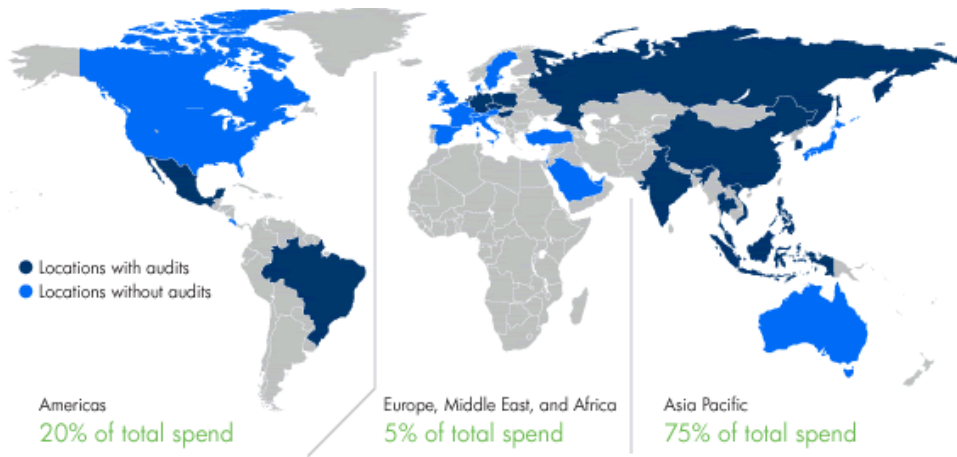 Locations with audits
Locations without audits
Americas
20% of total spend
Europe, Middle East, and Africa
5% of total spend
Asia Pacific
75% of total spend